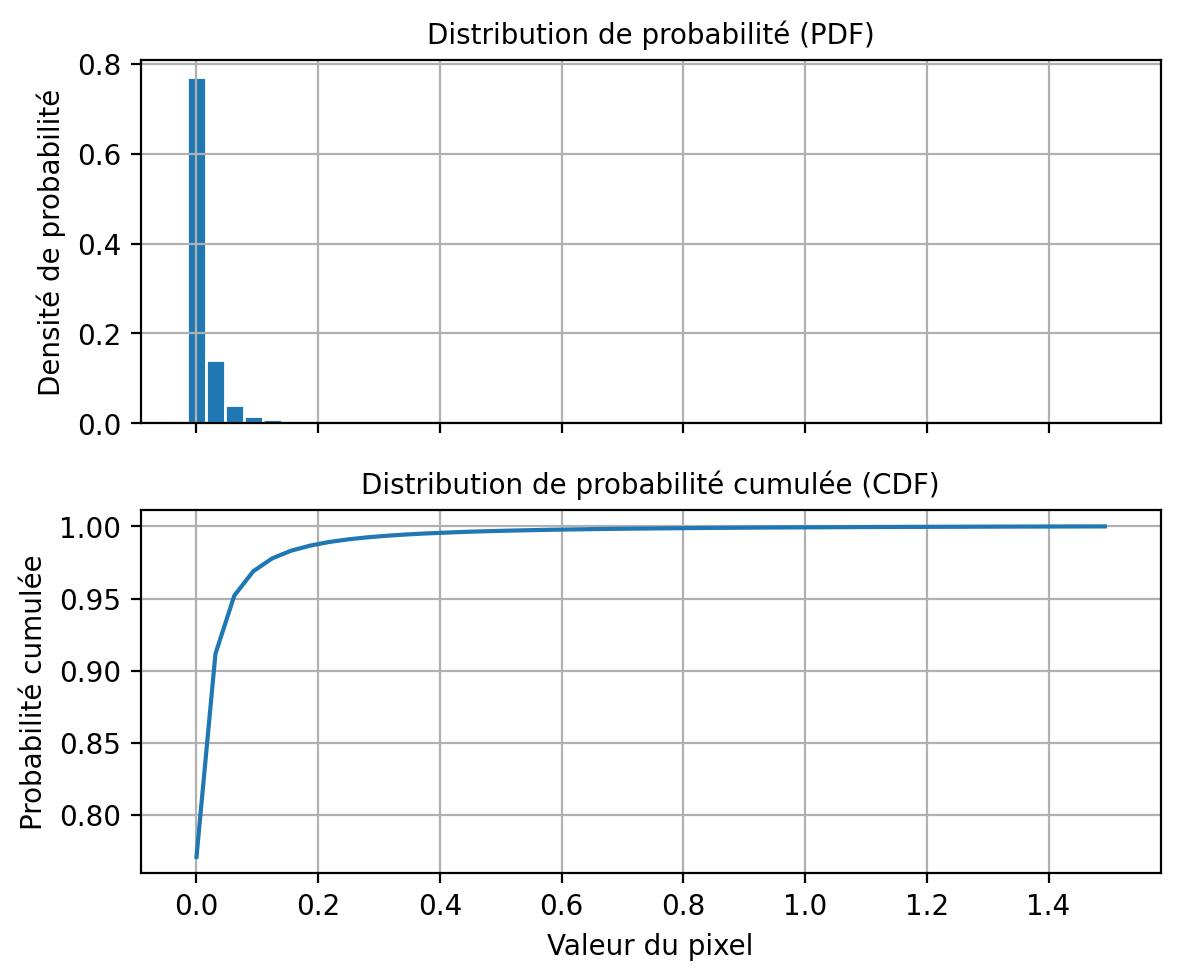 Distribution de probabilité (PDF)
Densité de probabilité
0.8
0.6
0.4
0.2
0.0
Distribution de probabilité cumulée (CDF)
Probabilité cumulée
1.00
0.95
0.90
0.85
0.80
0.0 0.2 0.4 0.6 0.8 1.0 1.2 1.4
Valeur du pixel